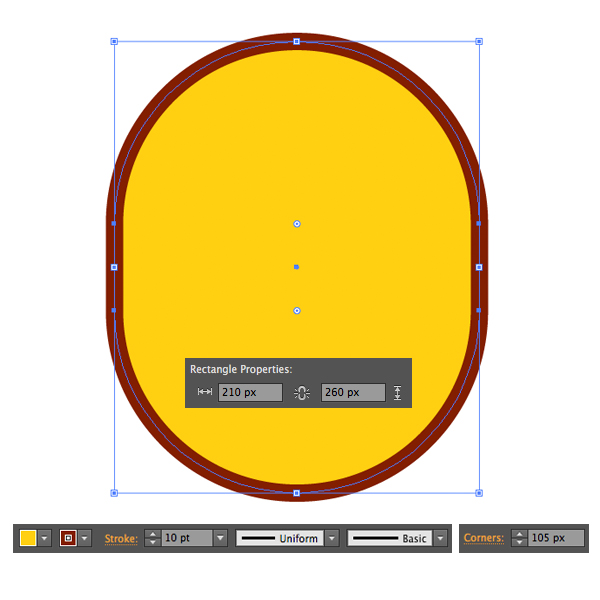 Rectangle Properties:
210 px 260 px
Stroke: 10 pt Uniform Basic Corners: 105 px